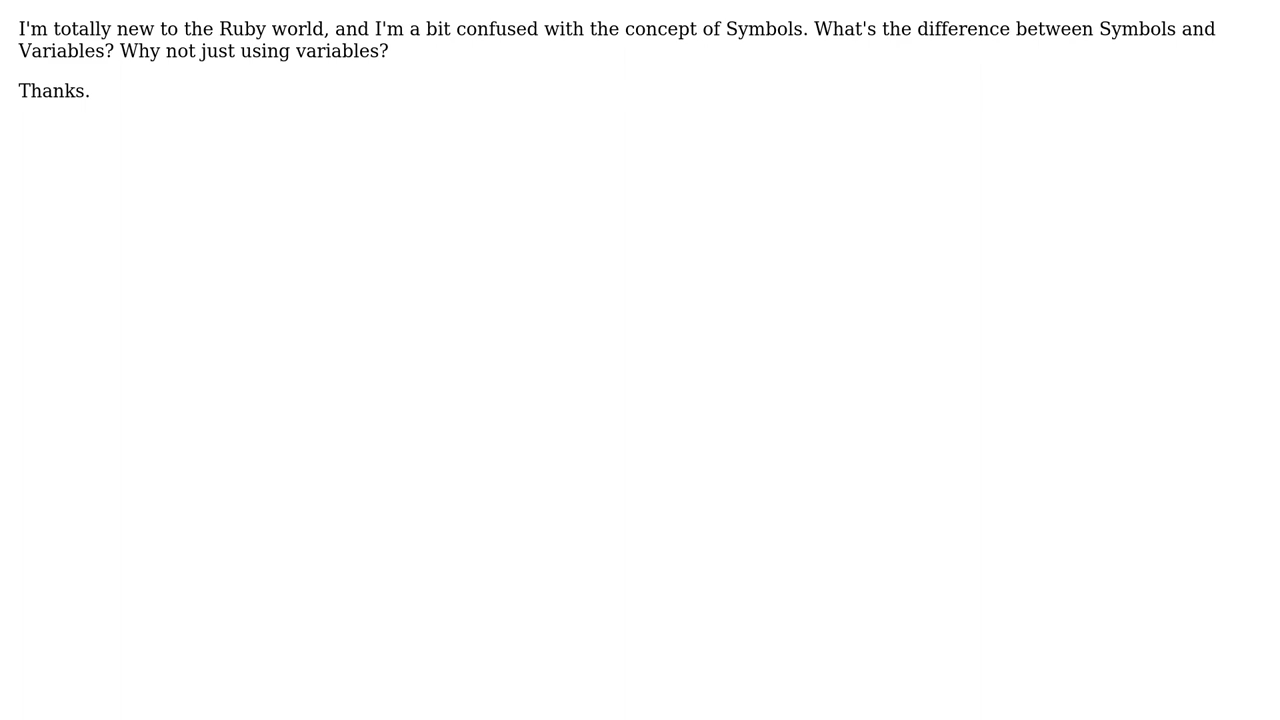 I'm totally new to the Ruby world, and I'm a bit confused with the concept of Symbols. What's the difference between Symbols and
Variables? Why not just using variables?
Thanks.